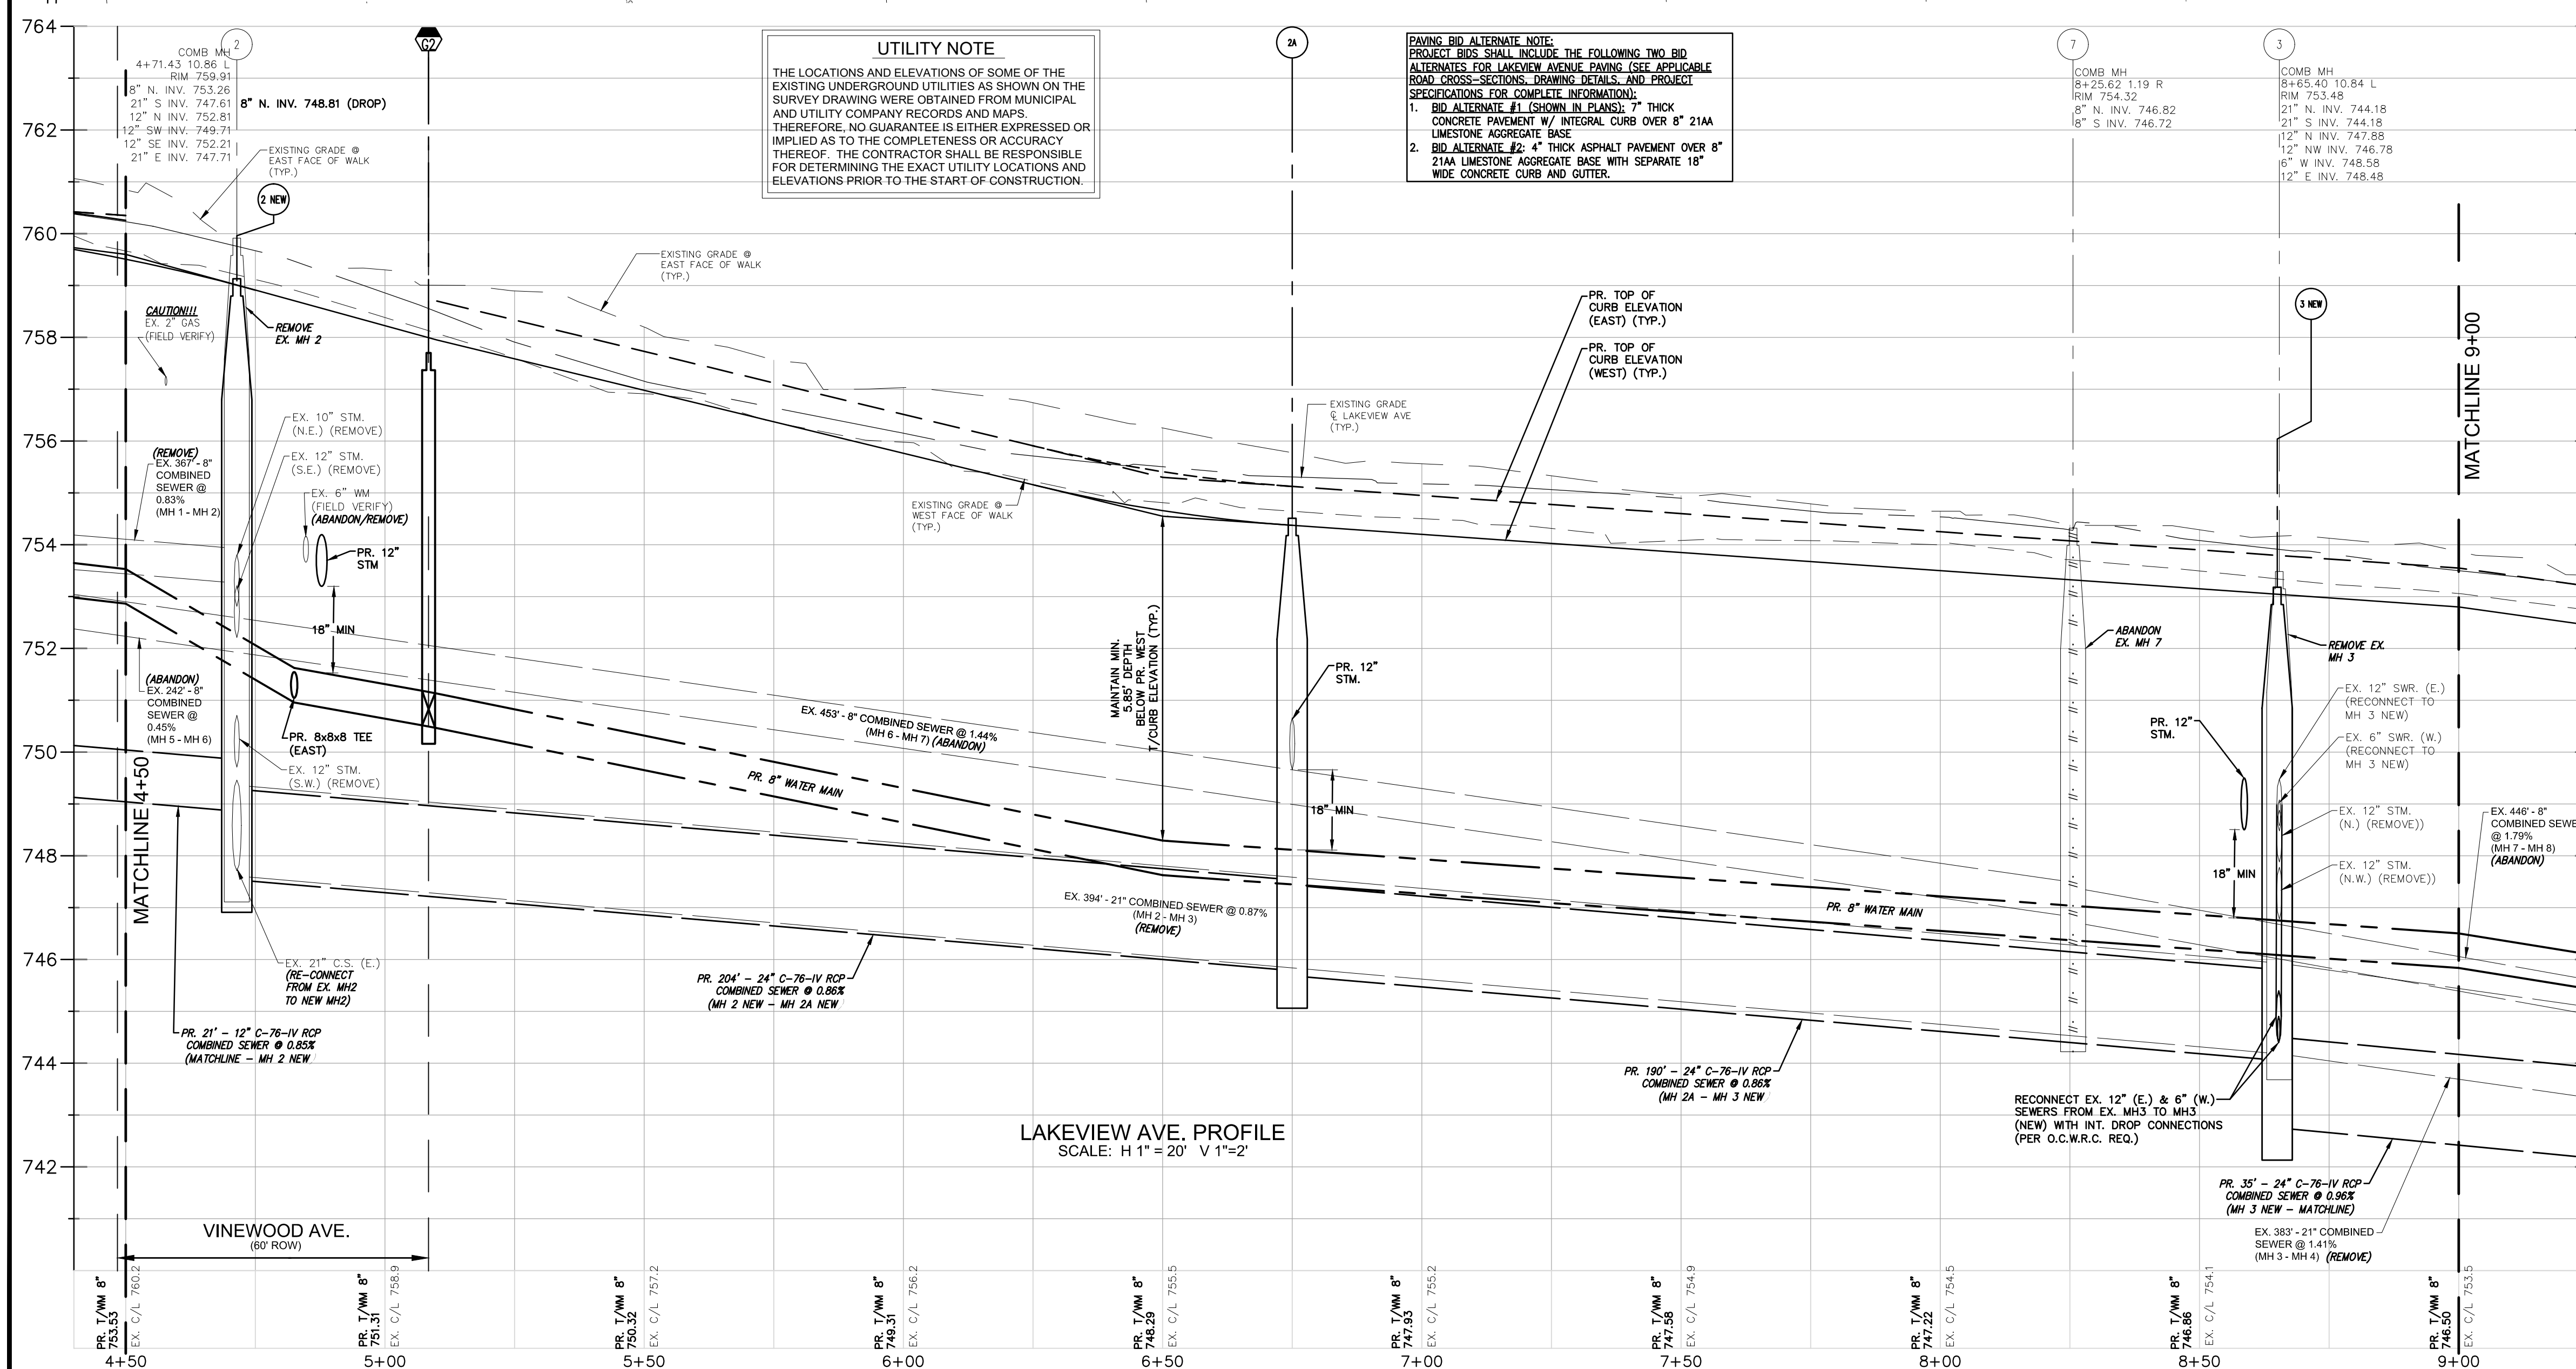 764
762
760
758
756
754
752
750
748
746
744
742
2
COMB MH
4+71.43 10.86 L
RIM 759.91
8" N. INV. 753.26
21" S INV. 747.61
12" N INV. 752.81
12" SW INV. 749.71
12" SE INV. 752.21
21" E INV. 747.71
8" N. INV. 748.81 (DROP)
G2
EXISTING GRADE @
EAST FACE OF WALK
(TYP.)
2 NEW
UTILITY NOTE
THE LOCATIONS AND ELEVATIONS OF SOME OF THE
EXISTING UNDERGROUND UTILITIES AS SHOWN ON THE
SURVEY DRAWING WERE OBTAINED FROM MUNICIPAL
AND UTILITY COMPANY RECORDS AND MAPS.
THEREFORE, NO GUARANTEE IS EITHER EXPRESSED OR
IMPLIED AS TO THE COMPLETENESS OR ACCURACY
THEREOF. THE CONTRACTOR SHALL BE RESPONSIBLE
FOR DETERMINING THE EXACT UTILITY LOCATIONS AND
ELEVATIONS PRIOR TO THE START OF CONSTRUCTION.
2A
PAVING BID ALTERNATE NOTE:
PROJECT BIDS SHALL INCLUDE THE FOLLOWING TWO BID
ALTERNATES FOR LAKEVIEW AVENUE PAVING (SEE APPLICABLE
ROAD CROSS-SECTIONS, DRAWING DETAILS, AND PROJECT
SPECIFICATIONS FOR COMPLETE INFORMATION):
1. BID ALTERNATE #1 (SHOWN IN PLANS): 7" THICK
CONCRETE PAVEMENT W/ INTEGRAL CURB OVER 8" 21AA
LIMESTONE AGGREGATE BASE
2. BID ALTERNATE #2: 4" THICK ASPHALT PAVEMENT OVER 8"
21AA LIMESTONE AGGREGATE BASE WITH SEPARATE 18"
WIDE CONCRETE CURB AND GUTTER.
7
COMB MH
8+25.62 1.19 R
RIM 754.32
8" N. INV. 746.82
8" S INV. 746.72
3
COMB MH
8+65.40 10.84 L
RIM 753.48
21" N. INV. 744.18
21" S INV. 744.18
12" N INV. 747.88
12" NW INV. 746.78
6" W INV. 748.58
12" E INV. 748.48
EXISTING GRADE @
EAST FACE OF WALK
(TYP.)
CAUTION!!!
EX. 2" GAS
(FIELD VERIFY)
REMOVE
EX. MH 2
PR. TOP OF
CURB ELEVATION
(EAST) (TYP.)
PR. TOP OF
CURB ELEVATION
(WEST) (TYP.)
3 NEW
MATCHLINE 9+00
EXISTING GRADE
℄ LAKEVIEW AVE
(TYP.)
EX. 10" STM.
(N.E.) (REMOVE)
EX. 12" STM.
(S.E.) (REMOVE)
(REMOVE)
EX. 367' - 8"
COMBINED
SEWER @
0.83%
(MH 1 - MH 2)
EX. 6" WM
(FIELD VERIFY)
(ABANDON/REMOVE)
EXISTING GRADE @
WEST FACE OF WALK
(TYP.)
PR. 12"
STM
18" MIN
MAINTAIN MIN.
5.85' DEPTH
BELOW PR. WEST
T/CURB ELEVATION (TYP.)
ABANDON
EX. MH 7
REMOVE EX.
MH 3
PR. 12"
STM.
(ABANDON)
EX. 242' - 8"
COMBINED
SEWER @
0.45%
(MH 5 - MH 6)
PR. 8x8x8 TEE
(EAST)
EX. 12" STM.
(S.W.) (REMOVE)
EX. 453' - 8" COMBINED SEWER @ 1.44%
(MH 6 - MH 7) (ABANDON)
PR. 8" WATER MAIN
18" MIN
EX. 12" SWR. (E.)
(RECONNECT TO
MH 3 NEW)
PR. 12"
STM.
EX. 6" SWR. (W.)
(RECONNECT TO
MH 3 NEW)
EX. 12" STM.
(N.) (REMOVE))
EX. 12" STM.
(N.W.) (REMOVE))
18" MIN
EX. 446' - 8"
COMBINED SEWE
@ 1.79%
(MH 7 - MH 8)
(ABANDON)
MATCHLINE 4+50
EX. 394' - 21" COMBINED SEWER @ 0.87%
(MH 2 - MH 3)
(REMOVE)
PR. 8" WATER MAIN
EX. 21" C.S. (E.)
(RE-CONNECT
FROM EX. MH2
TO NEW MH2)
PR. 204' - 24" C-76-IV RCP
COMBINED SEWER @ 0.86%
(MH 2 NEW - MH 2A NEW)
PR. 21' - 12" C-76-IV RCP
COMBINED SEWER @ 0.85%
(MATCHLINE - MH 2 NEW)
PR. 190' - 24" C-76-IV RCP
COMBINED SEWER @ 0.86%
(MH 2A - MH 3 NEW)
RECONNECT EX. 12" (E.) & 6" (W.)
SEWERS FROM EX. MH3 TO MH3
(NEW) WITH INT. DROP CONNECTIONS
(PER O.C.W.R.C. REQ.)
LAKEVIEW AVE. PROFILE
SCALE: H 1" = 20' V 1"=2'
PR. 35' - 24" C-76-IV RCP
COMBINED SEWER @ 0.96%
(MH 3 NEW - MATCHLINE)
EX. 383' - 21" COMBINED
SEWER @ 1.41%
(MH 3 - MH 4) (REMOVE)
VINEWOOD AVE.
(60' ROW)
PR. T/WM 8"
753.53
EX. C/L 760.2
PR. T/WM 8"
751.31
EX. C/L 758.9
PR. T/WM 8"
750.32
EX. C/L 757.2
PR. T/WM 8"
749.31
EX. C/L 756.2
PR. T/WM 8"
748.29
EX. C/L 755.5
PR. T/WM 8"
747.93
EX. C/L 755.2
PR. T/WM 8"
747.58
EX. C/L 754.9
PR. T/WM 8"
747.22
EX. C/L 754.5
PR. T/WM 8"
746.86
EX. C/L 754.1
PR. T/WM 8"
746.50
EX. C/L 753.5
4+50
5+00
5+50
6+00
6+50
7+00
7+50
8+00
8+50
9+00